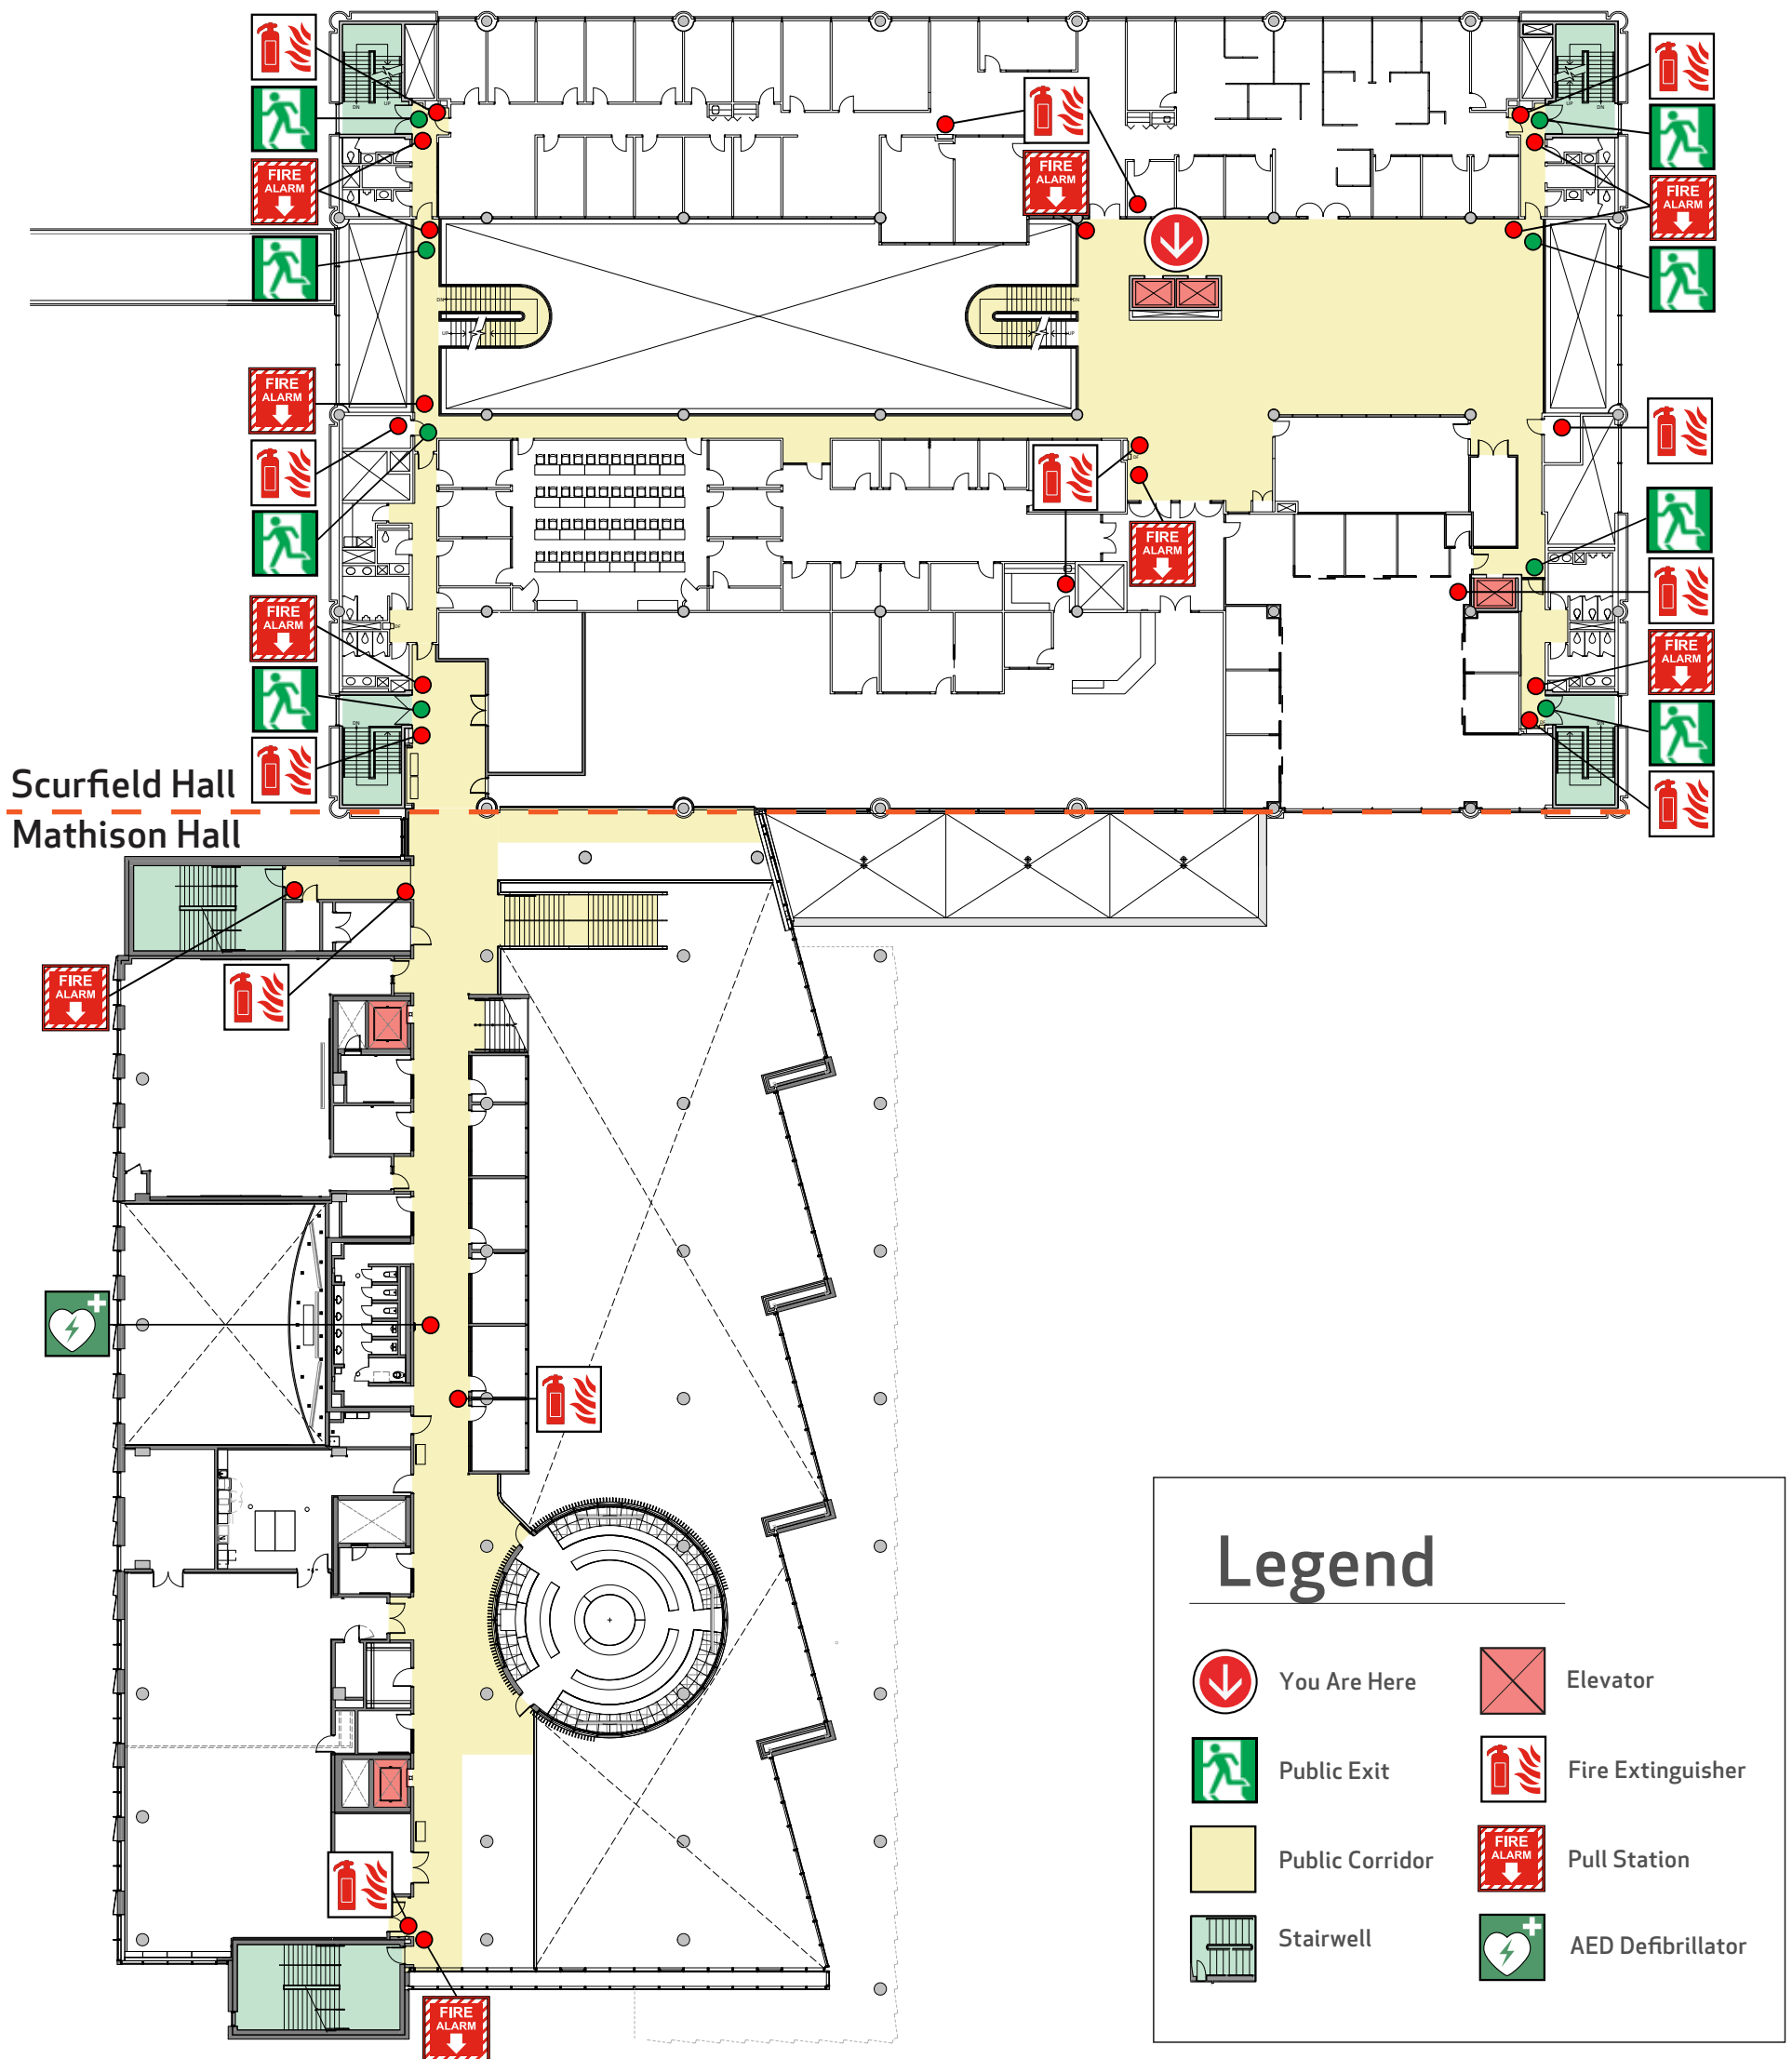 FIRE
ALARM
FIRE
ALARM
FIRE
ALARM
FIRE
ALARM
FIRE
ALARM
FIRE
ALARM
FIRE
ALARM
Scurfield Hall
Mathison Hall
FIRE
ALARM
Legend
You Are Here
Elevator
Public Exit
Fire Extinguisher
Public Corridor
FIRE
ALARM
Pull Station
Stairwell
AED Defibrillator
FIRE
ALARM